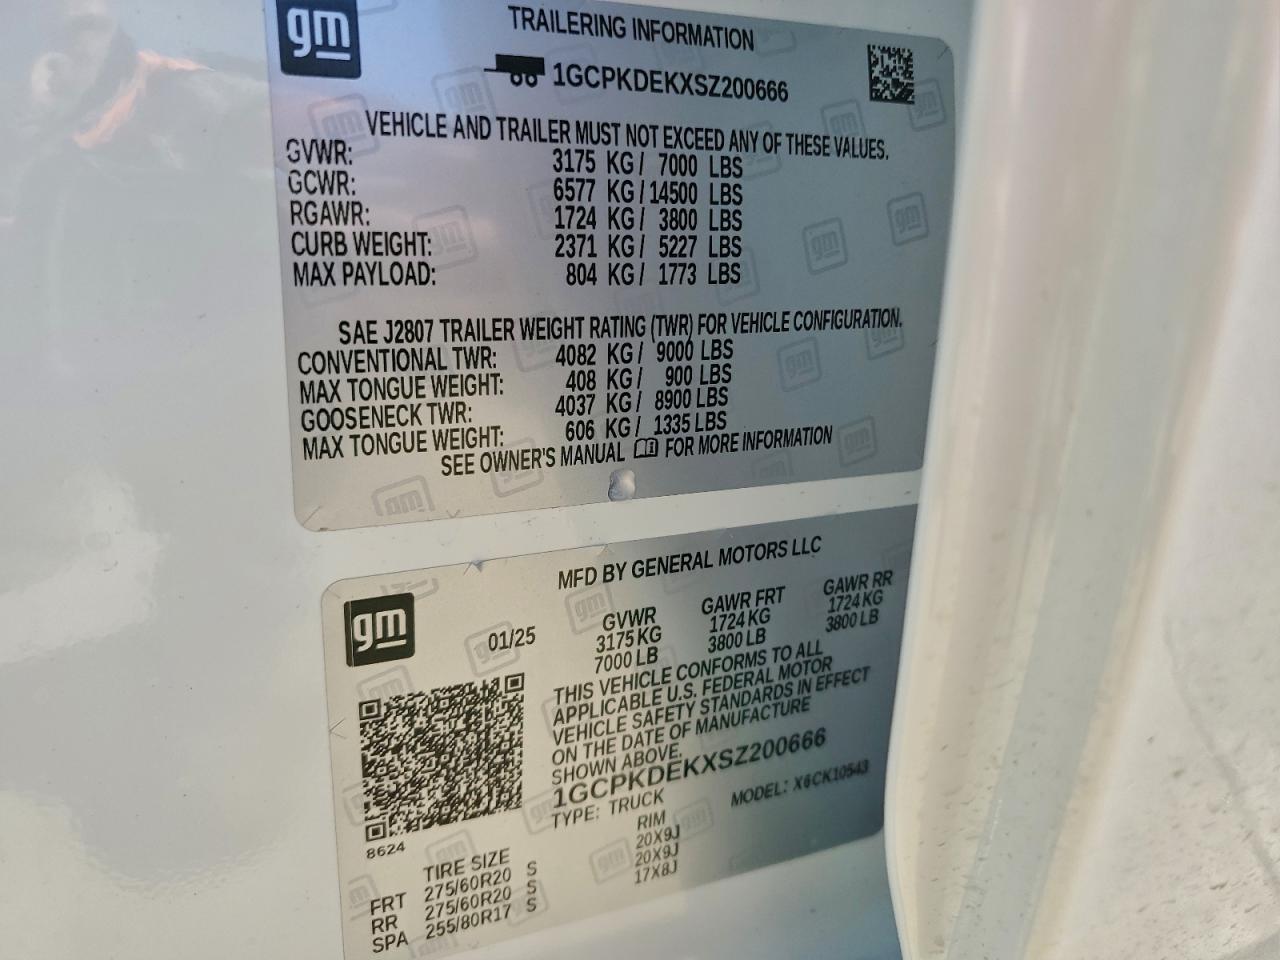 gm
TRAILERING INFORMATION
1GCPKDEKXSZ200666
VEHICLE AND TRAILER MUST NOT EXCEED ANY OF THESE VALUES.
GVWR: 3175 KG/ 7000 LBS
GCWR: 6577 KG/14500 LBS
RGAWR: 1724 KG/ 3800 LBS
CURB WEIGHT: 2371 KG/ 5227 LBS
MAX PAYLOAD: 804 KG/ 1773 LBS
SAE J2807 TRAILER WEIGHT RATING (TWR) FOR VEHICLE CONFIGURATION.
CONVENTIONAL TWR: 4082 KG/ 9000 LBS
MAX TONGUE WEIGHT: 408 KG/ 900 LBS
GOOSENECK TWR: 4037 KG/ 8900 LBS
MAX TONGUE WEIGHT: 606 KG/ 1335 LBS
SEE OWNER'S MANUAL FOR MORE INFORMATION
MFD BY GENERAL MOTORS LLC
gm
01/25
GVWR GAWR FRT GAWR RR
3175 KG 1724 KG 1724 KG
7000 LB 3800 LB 3800 LB
THIS VEHICLE CONFORMS TO ALL
APPLICABLE U.S. FEDERAL MOTOR
VEHICLE SAFETY STANDARDS IN EFFECT
ON THE DATE OF MANUFACTURE
SHOWN ABOVE.
1GCPKDEKXSZ200666
TYPE: TRUCK MODEL: X6CK10543
8624
TIRE SIZE RIM
FRT 275/60R20 S 20X9J
RR 275/60R20 S 20X9J
SPA 255/80R17 S 17X8J